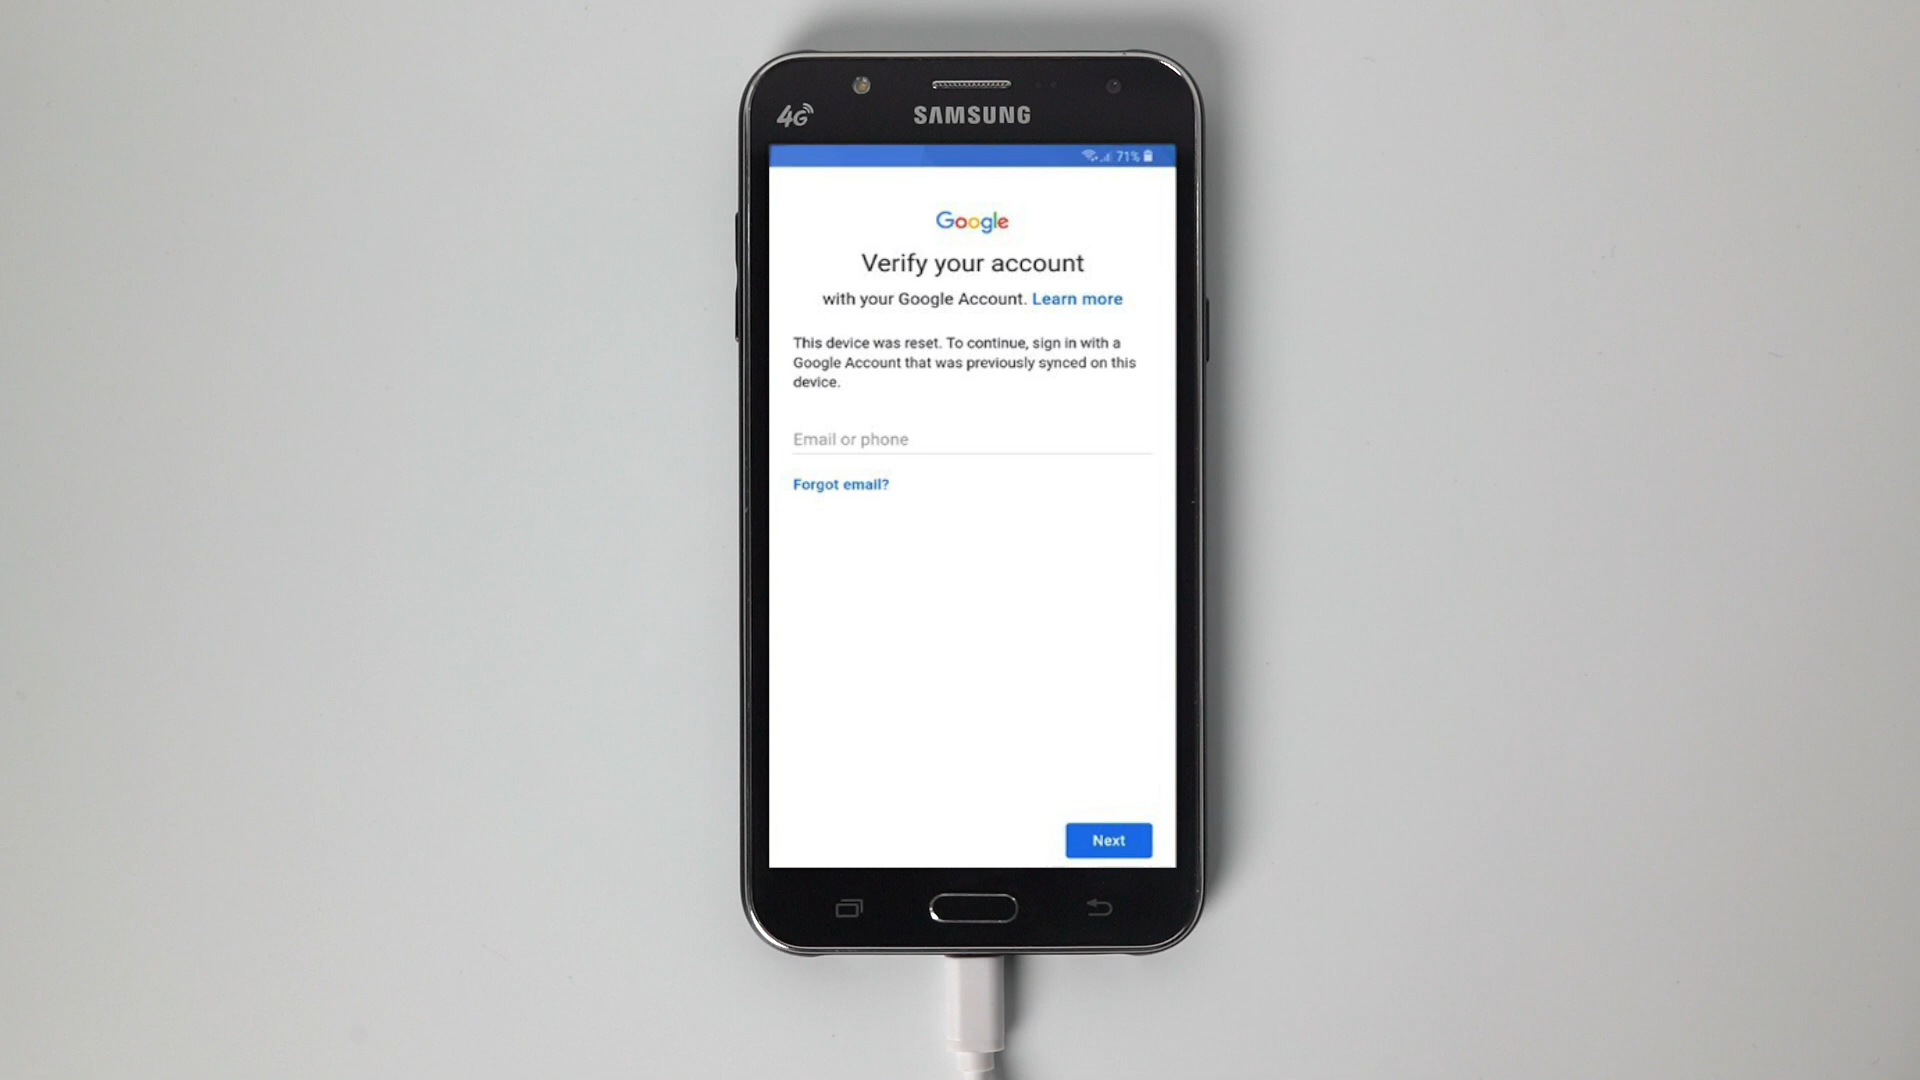 4G
SAMSUNG
71%
Google
Verify your account
with your Google Account. Learn more
This device was reset. To continue, sign in with a
Google Account that was previously synced on this
device.
Email or phone
Forgot email?
Next